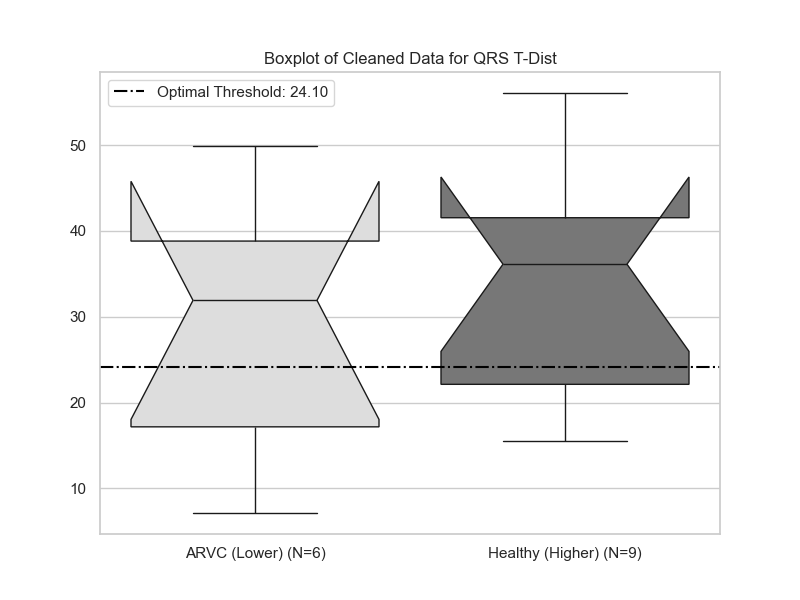 Boxplot of Cleaned Data for QRS T-Dist
Optimal Threshold: 24.10
50
40
30
20
10
ARVC (Lower) (N=6)
Healthy (Higher) (N=9)